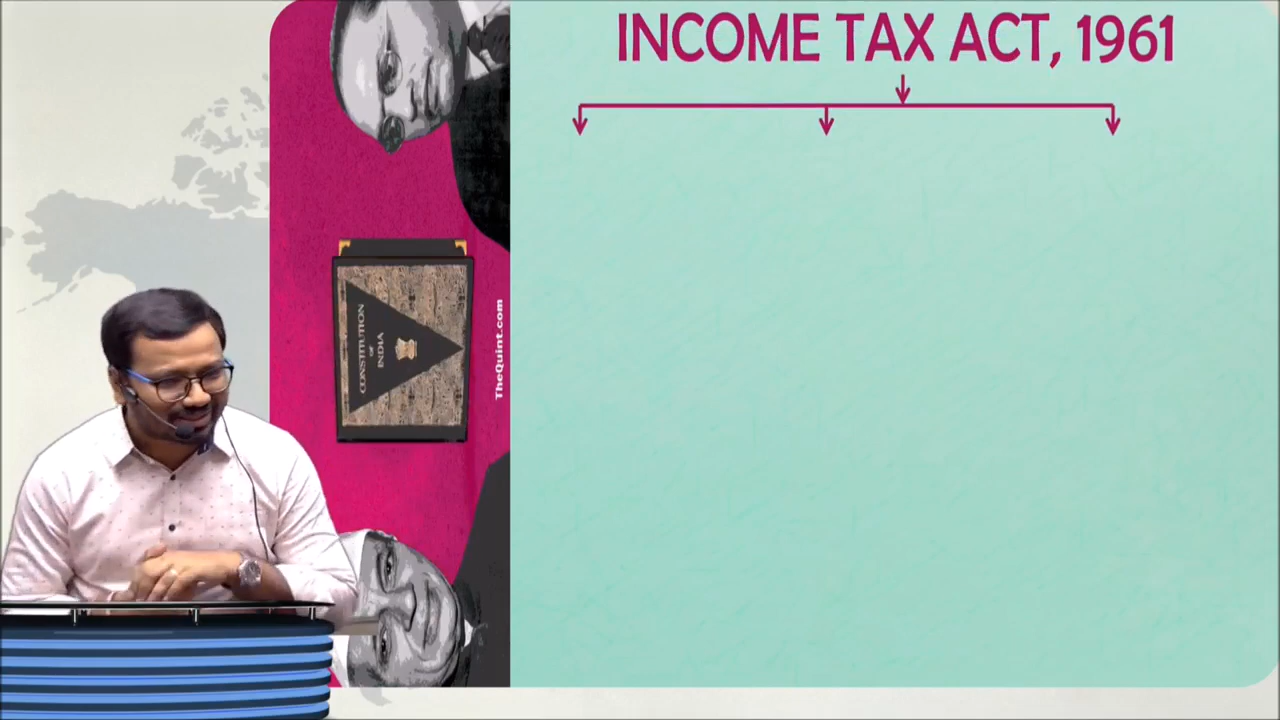 INCOME TAX ACT, 1961
CONSTITUTION
OF
INDIA
TheQuint.com